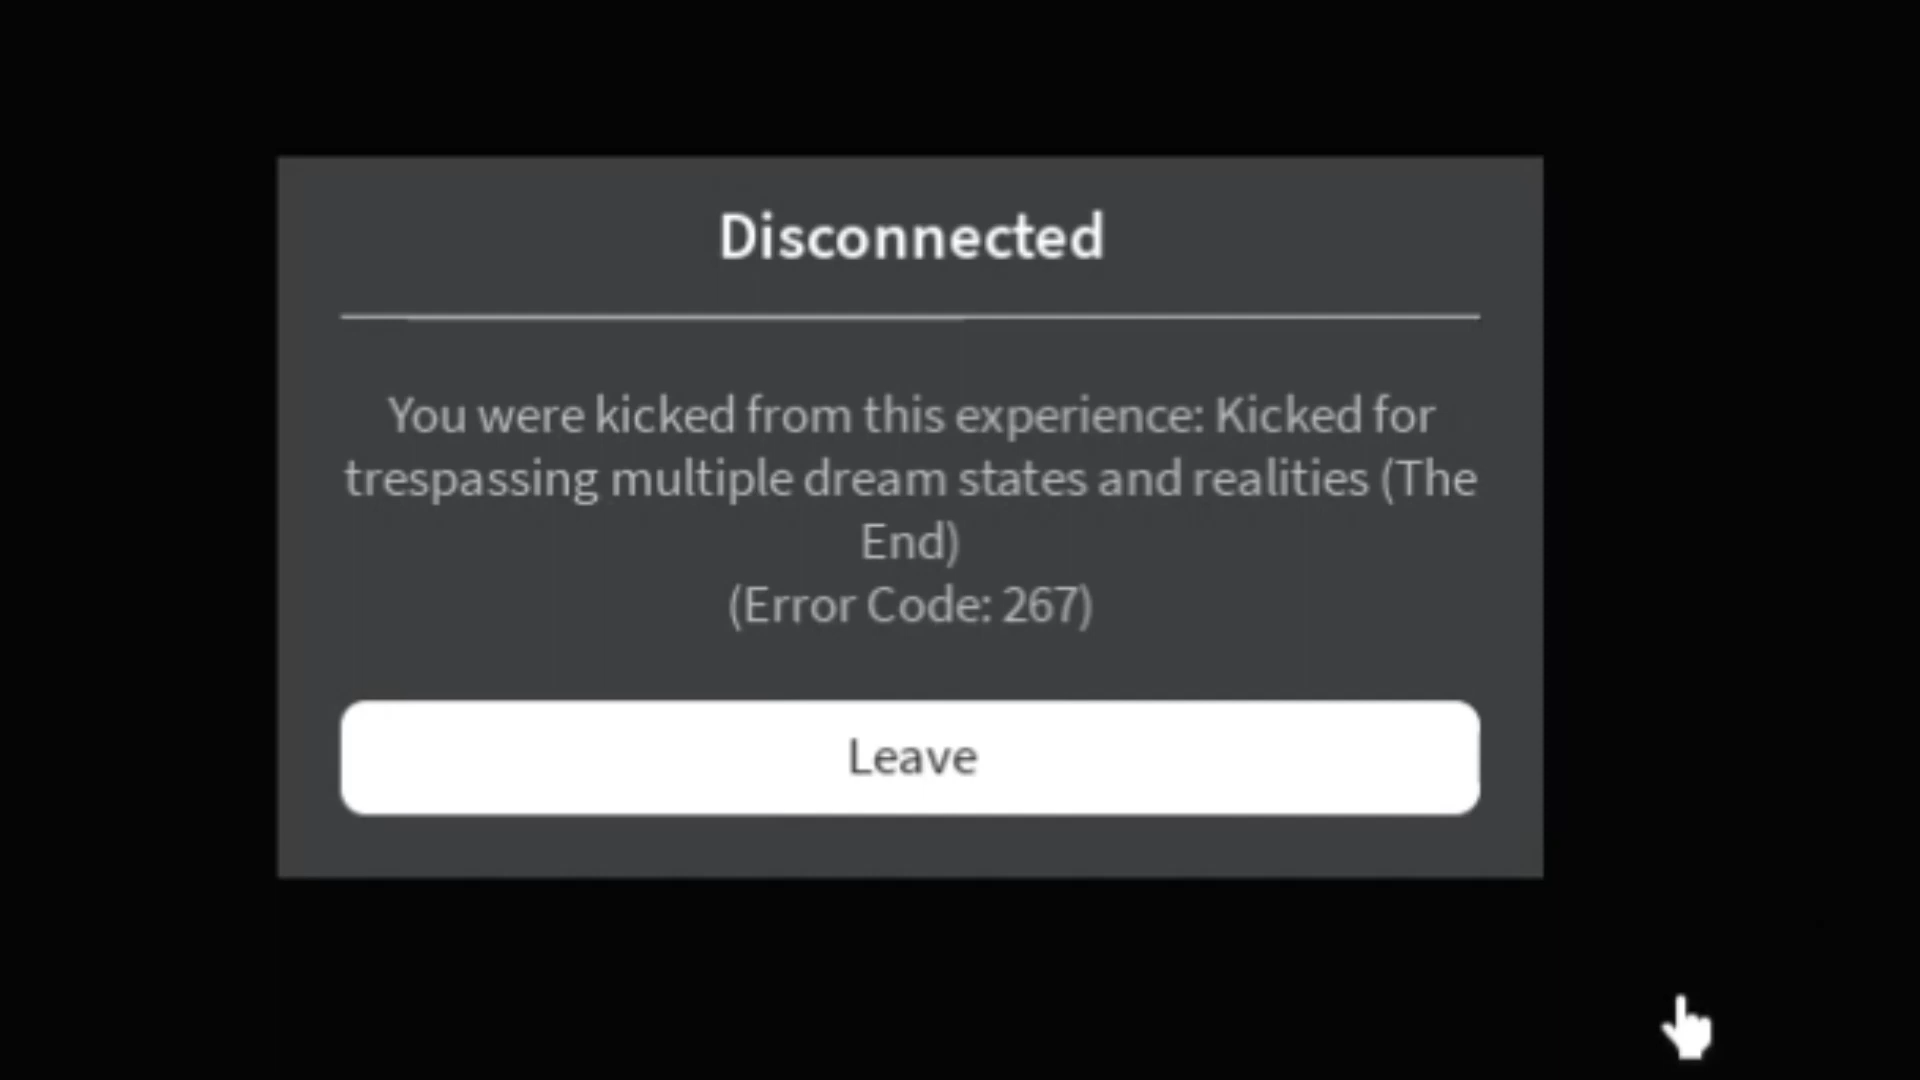 Disconnected
You were kicked from this experience: Kicked for
trespassing multiple dream states and realities (The
End)
(Error Code: 267)
Leave